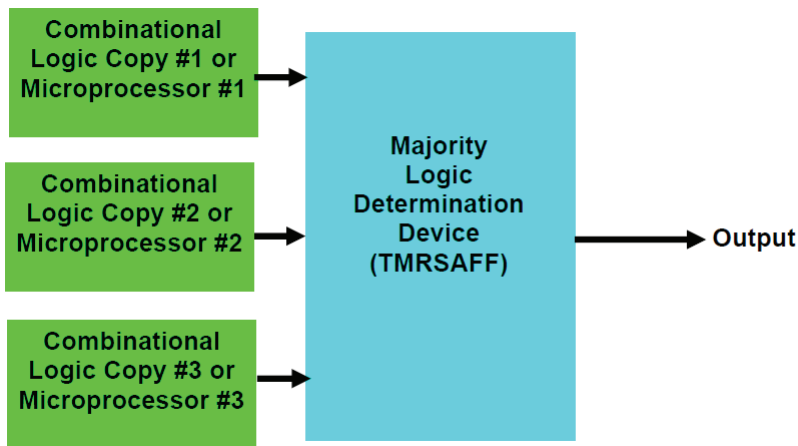 Combinational
Logic Copy #1 or
Microprocessor #1
Combinational
Logic Copy #2 or
Microprocessor #2
Combinational
Logic Copy #3 or
Microprocessor #3
Majority
Logic
Determination
Device
(TMRSAFF)
Output